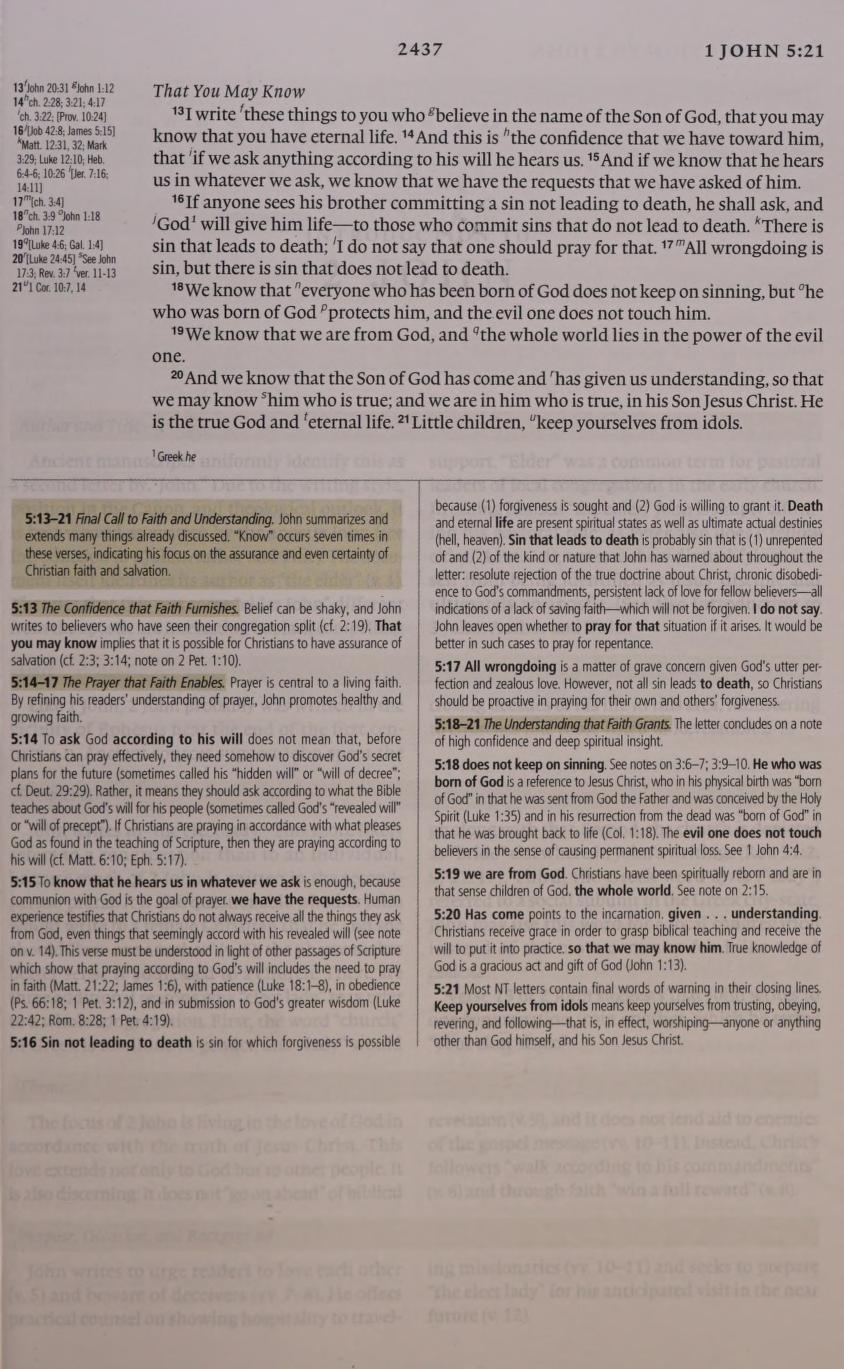 2437
1 JOHN 5:21
13 fJohn 20:31 gJohn 1:12
14 hch. 2:28; 3:21; 4:17
ich. 3:22; [Prov. 10:24]
16 j[Job 42:8; James 5:15]
kMatt. 12:31, 32; Mark
3:29; Luke 12:10; Heb.
6:4-6; 10:26 l[Jer. 7:16;
14:11]
17 m[ch. 3:4]
18 nch. 3:9 oJohn 1:18
pJohn 17:12
19 q[Luke 4:6; Gal. 1:4]
20 r[Luke 24:45] sSee John
17:3; Rev. 3:7 tver. 11-13
21 u1 Cor. 10:7, 14
That You May Know
13 I write fthese things to you who gbelieve in the name of the Son of God, that you may
know that you have eternal life. 14 And this is hthe confidence that we have toward him,
that iif we ask anything according to his will he hears us. 15 And if we know that he hears
us in whatever we ask, we know that we have the requests that we have asked of him.
16 If anyone sees his brother committing a sin not leading to death, he shall ask, and
jGod1 will give him life—to those who commit sins that do not lead to death. kThere is
sin that leads to death; lI do not say that one should pray for that. 17 mAll wrongdoing is
sin, but there is sin that does not lead to death.
18 We know that neveryone who has been born of God does not keep on sinning, but ohe
who was born of God pprotects him, and the evil one does not touch him.
19 We know that we are from God, and qthe whole world lies in the power of the evil
one.
20 And we know that the Son of God has come and rhas given us understanding, so that
we may know shim who is true; and we are in him who is true, in his Son Jesus Christ. He
is the true God and teternal life. 21 Little children, ukeep yourselves from idols.
1 Greek he
5:13–21 Final Call to Faith and Understanding. John summarizes and
extends many things already discussed. "Know" occurs seven times in
these verses, indicating his focus on the assurance and even certainty of
Christian faith and salvation.
5:13 The Confidence that Faith Furnishes. Belief can be shaky, and John
writes to believers who have seen their congregation split (cf. 2:19). That
you may know implies that it is possible for Christians to have assurance of
salvation (cf. 2:3; 3:14; note on 2 Pet. 1:10).
5:14–17 The Prayer that Faith Enables. Prayer is central to a living faith.
By refining his readers' understanding of prayer, John promotes healthy and
growing faith.
5:14 To ask God according to his will does not mean that, before
Christians can pray effectively, they need somehow to discover God's secret
plans for the future (sometimes called his "hidden will" or "will of decree";
cf. Deut. 29:29). Rather, it means they should ask according to what the Bible
teaches about God's will for his people (sometimes called God's "revealed will"
or "will of precept"). If Christians are praying in accordance with what pleases
God as found in the teaching of Scripture, then they are praying according to
his will (cf. Matt. 6:10; Eph. 5:17).
5:15 To know that he hears us in whatever we ask is enough, because
communion with God is the goal of prayer. we have the requests. Human
experience testifies that Christians do not always receive all the things they ask
from God, even things that seemingly accord with his revealed will (see note
on v. 14). This verse must be understood in light of other passages of Scripture
which show that praying according to God's will includes the need to pray
in faith (Matt. 21:22; James 1:6), with patience (Luke 18:1–8), in obedience
(Ps. 66:18; 1 Pet. 3:12), and in submission to God's greater wisdom (Luke
22:42; Rom. 8:28; 1 Pet. 4:19).
5:16 Sin not leading to death is sin for which forgiveness is possible
because (1) forgiveness is sought and (2) God is willing to grant it. Death
and eternal life are present spiritual states as well as ultimate actual destinies
(hell, heaven). Sin that leads to death is probably sin that is (1) unrepented
of and (2) of the kind or nature that John has warned about throughout the
letter: resolute rejection of the true doctrine about Christ, chronic disobedi-
ence to God's commandments, persistent lack of love for fellow believers—all
indications of a lack of saving faith—which will not be forgiven. I do not say.
John leaves open whether to pray for that situation if it arises. It would be
better in such cases to pray for repentance.
5:17 All wrongdoing is a matter of grave concern given God's utter per-
fection and zealous love. However, not all sin leads to death, so Christians
should be proactive in praying for their own and others' forgiveness.
5:18–21 The Understanding that Faith Grants. The letter concludes on a note
of high confidence and deep spiritual insight.
5:18 does not keep on sinning. See notes on 3:6–7; 3:9–10. He who was
born of God is a reference to Jesus Christ, who in his physical birth was "born
of God" in that he was sent from God the Father and was conceived by the Holy
Spirit (Luke 1:35) and in his resurrection from the dead was "born of God" in
that he was brought back to life (Col. 1:18). The evil one does not touch
believers in the sense of causing permanent spiritual loss. See 1 John 4:4.
5:19 we are from God. Christians have been spiritually reborn and are in
that sense children of God. the whole world. See note on 2:15.
5:20 Has come points to the incarnation. given . . . understanding.
Christians receive grace in order to grasp biblical teaching and receive the
will to put it into practice. so that we may know him. True knowledge of
God is a gracious act and gift of God (John 1:13).
5:21 Most NT letters contain final words of warning in their closing lines.
Keep yourselves from idols means keep yourselves from trusting, obeying,
revering, and following—that is, in effect, worshiping—anyone or anything
other than God himself, and his Son Jesus Christ.